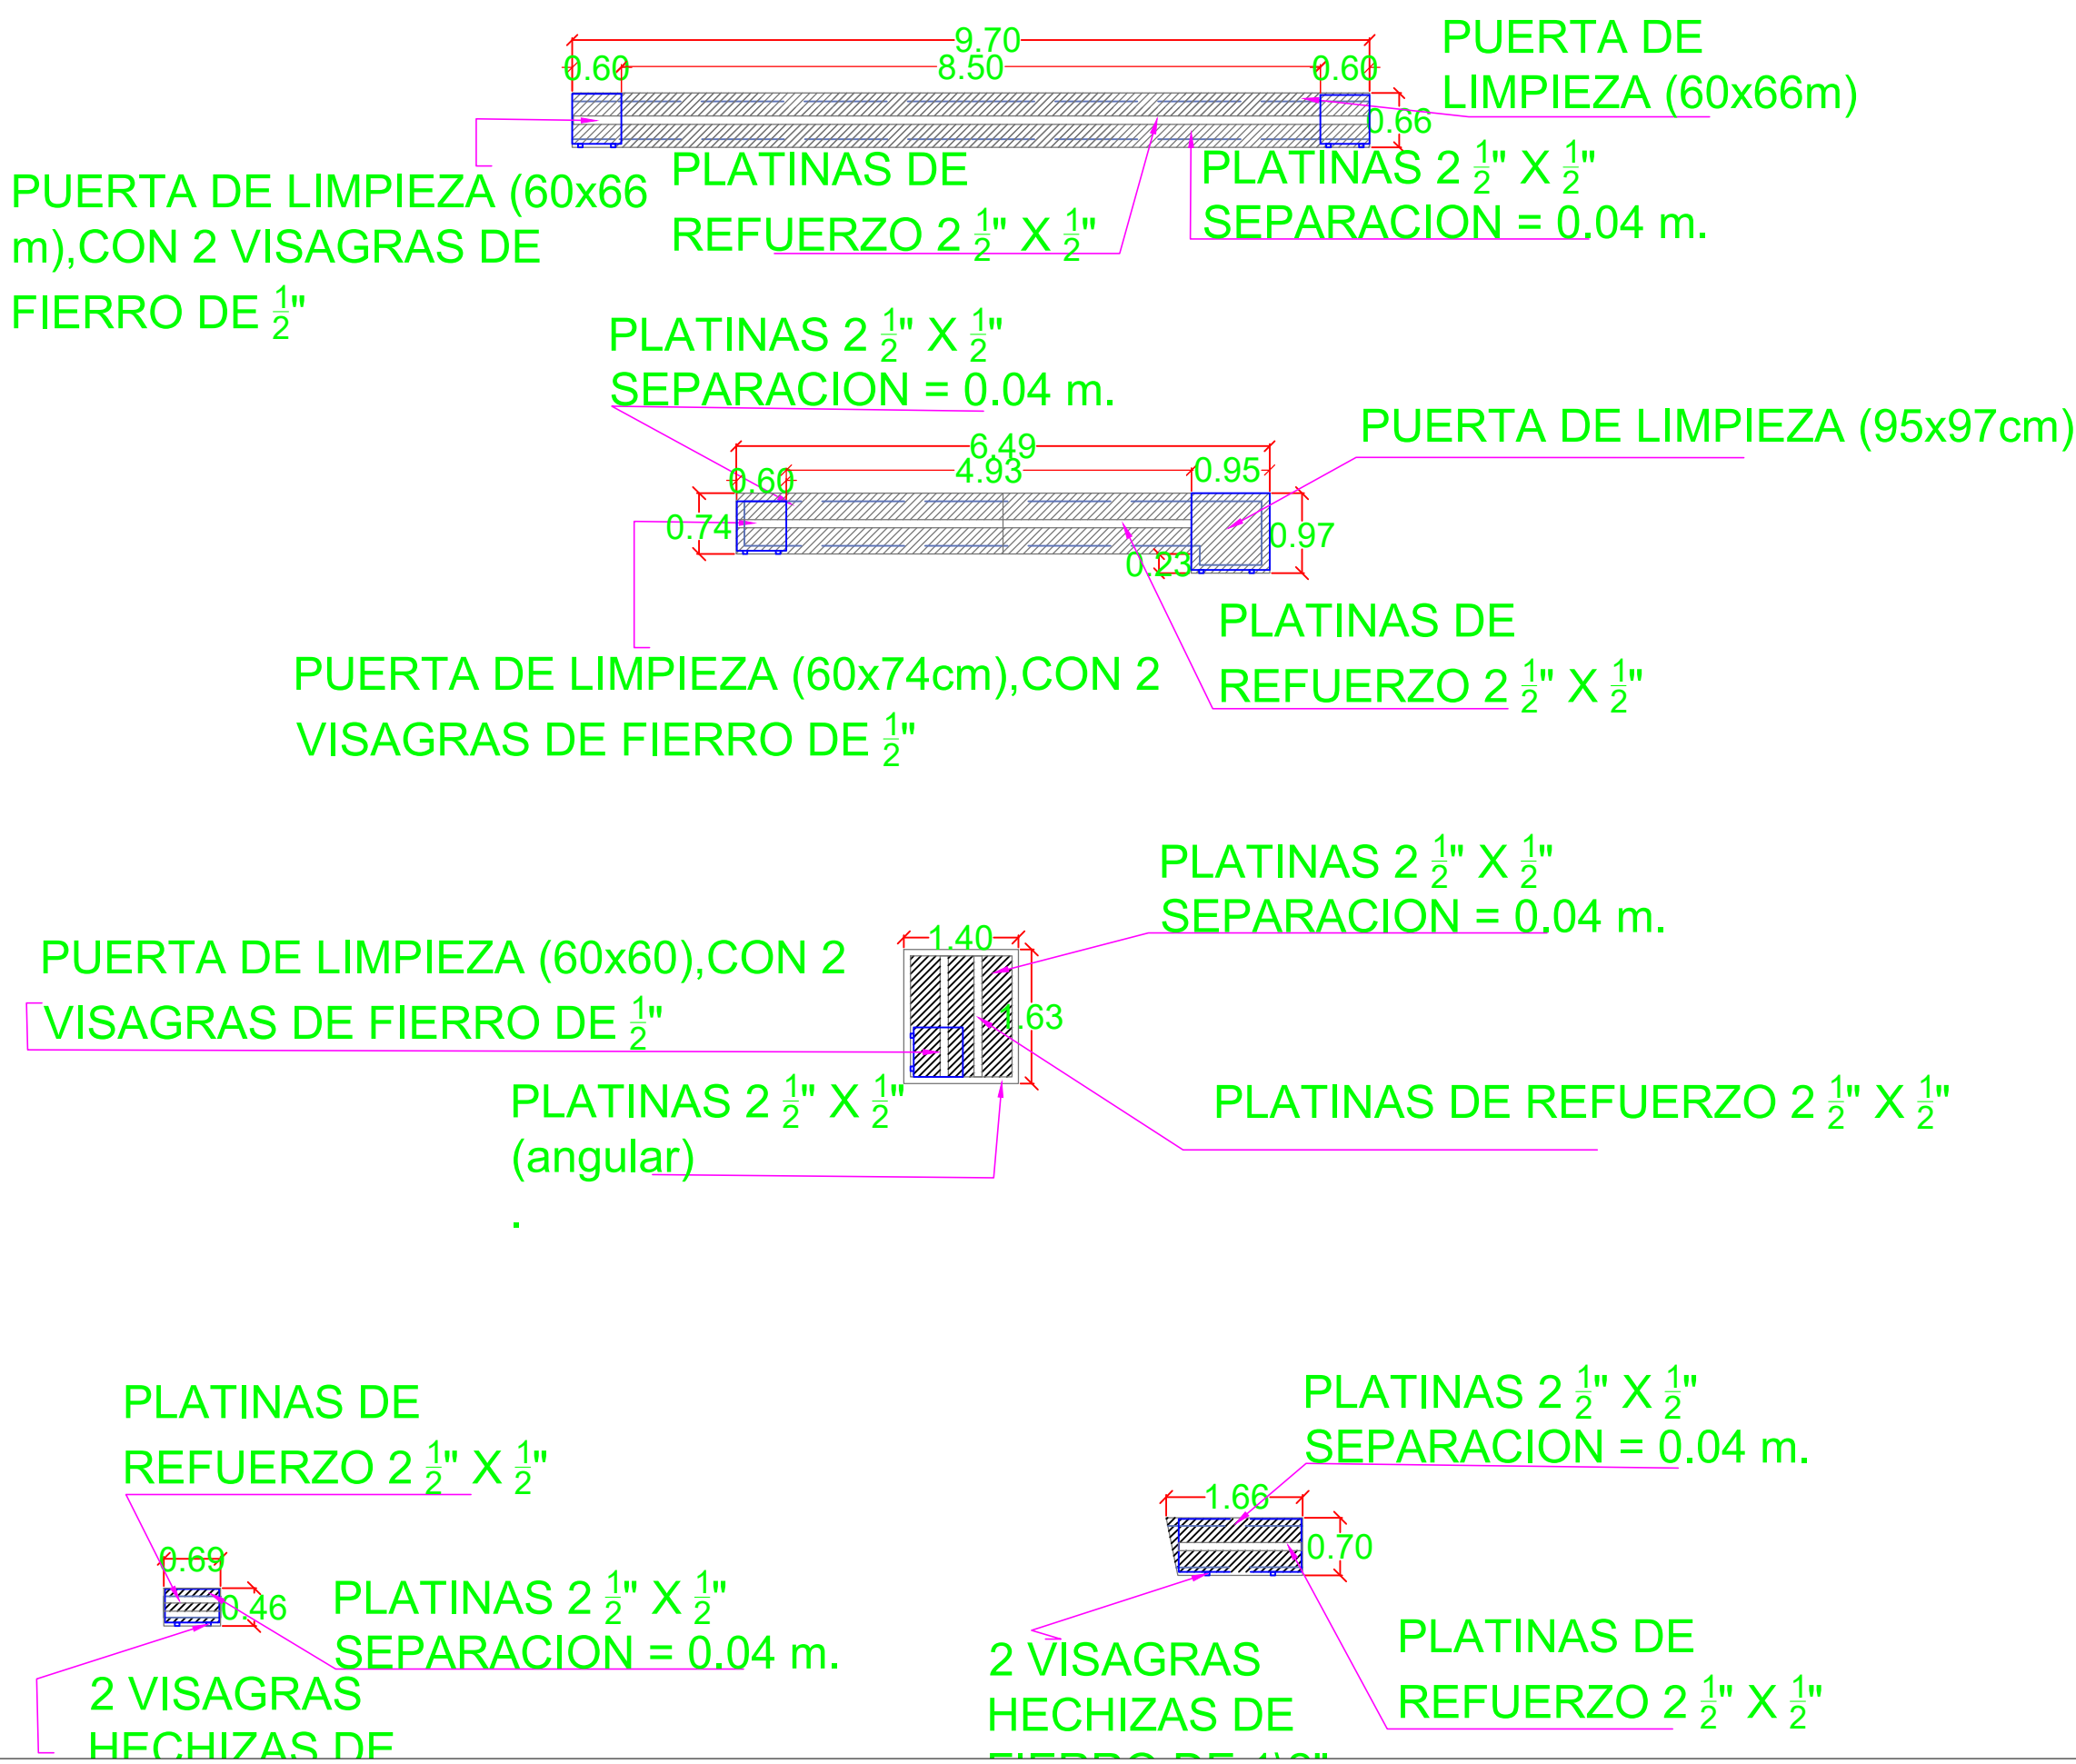 9.70
8.50
0.60
0.60
0.66
PUERTA DE
LIMPIEZA (60x66m)
PUERTA DE LIMPIEZA (60x66
m),CON 2 VISAGRAS DE
FIERRO DE 1/2"
PLATINAS DE
REFUERZO 2 1/2" X 1/2"
PLATINAS 2 1/2" X 1/2"
SEPARACION = 0.04 m.
PLATINAS 2 1/2" X 1/2"
SEPARACION = 0.04 m.
6.49
4.93
0.60
0.95
0.74
0.97
0.23
PUERTA DE LIMPIEZA (95x97cm)
PUERTA DE LIMPIEZA (60x74cm),CON 2
VISAGRAS DE FIERRO DE 1/2"
PLATINAS DE
REFUERZO 2 1/2" X 1/2"
PLATINAS 2 1/2" X 1/2"
SEPARACION = 0.04 m.
PUERTA DE LIMPIEZA (60x60),CON 2
VISAGRAS DE FIERRO DE 1/2"
1.40
1.63
PLATINAS 2 1/2" X 1/2"
(angular)
.
PLATINAS DE REFUERZO 2 1/2" X 1/2"
PLATINAS DE
REFUERZO 2 1/2" X 1/2"
0.69
0.46
PLATINAS 2 1/2" X 1/2"
SEPARACION = 0.04 m.
2 VISAGRAS
HECHIZAS DE
PLATINAS 2 1/2" X 1/2"
SEPARACION = 0.04 m.
1.66
0.70
2 VISAGRAS
HECHIZAS DE
FIERRO DE 1\2"
PLATINAS DE
REFUERZO 2 1/2" X 1/2"